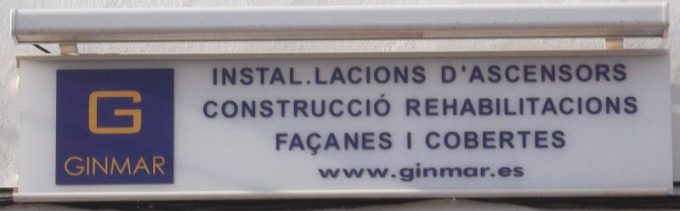 G
GINMAR
INSTAL.LACIONS D'ASCENSORS
CONSTRUCCIÓ REHABILITACIONS
FAÇANES I COBERTES
www.ginmar.es